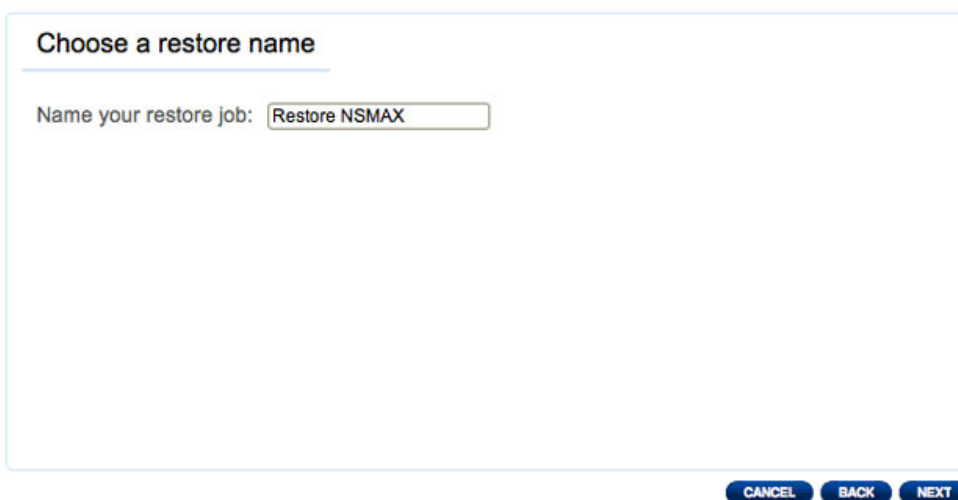 Choose a restore name
Name your restore job: Restore NSMAX
CANCEL BACK NEXT